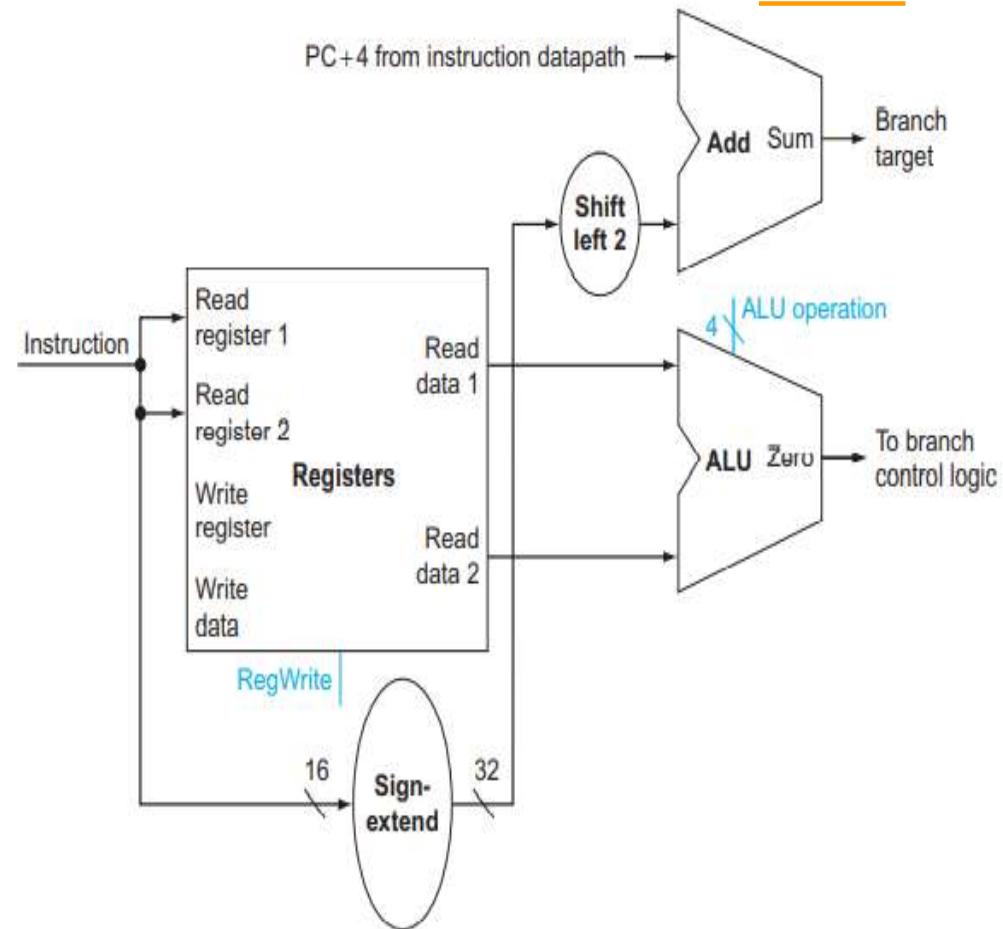 PC+4 from instruction datapath
Add Sum
Branch
target
Shift
left 2
ALU operation
4
Instruction
Read
register 1
Read
data 1
Read
register 2
Registers
Write
register
Read
data 2
Write
data
ALU Zero
To branch
control logic
RegWrite
16
Sign-
extend
32